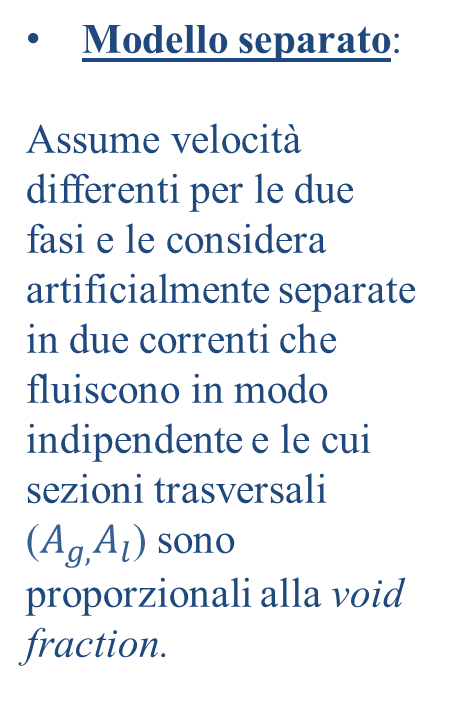 • Modello separato:
Assume velocità
differenti per le due
fasi e le considera
artificialmente separate
in due correnti che
fluiscono in modo
indipendente e le cui
sezioni trasversali
(A_g,A_l) sono
proporzionali alla void
fraction.